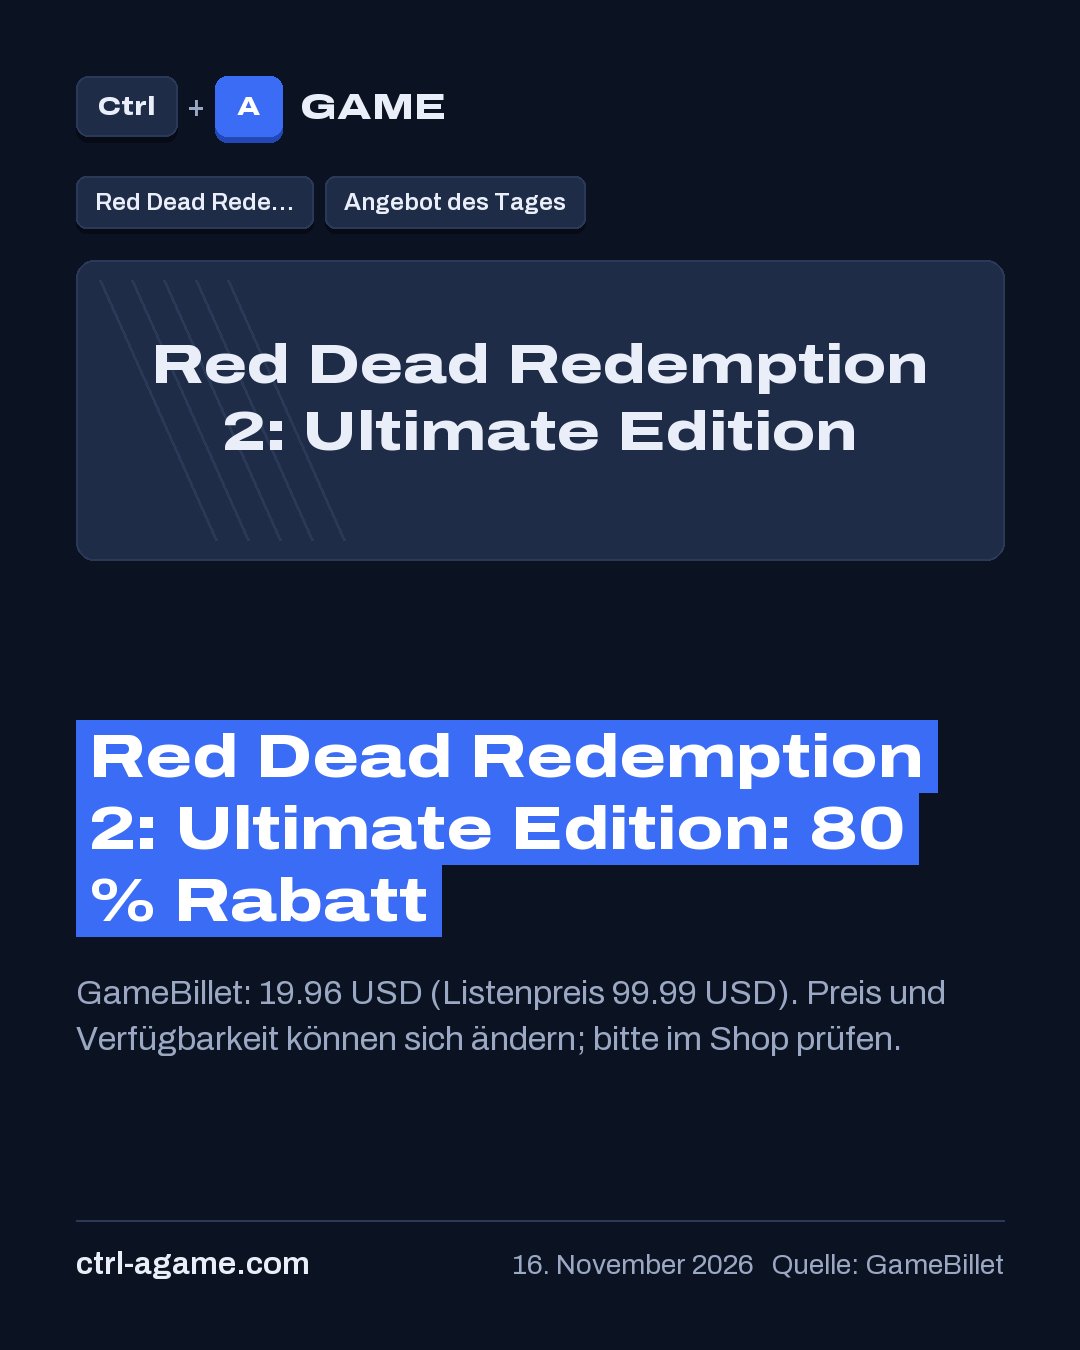 Ctrl + A GAME
Red Dead Rede... Angebot des Tages
Red Dead Redemption
2: Ultimate Edition
Red Dead Redemption
2: Ultimate Edition: 80
% Rabatt
GameBillet: 19.96 USD (Listenpreis 99.99 USD). Preis und
Verfügbarkeit können sich ändern; bitte im Shop prüfen.
ctrl-agame.com 16. November 2026 Quelle: GameBillet